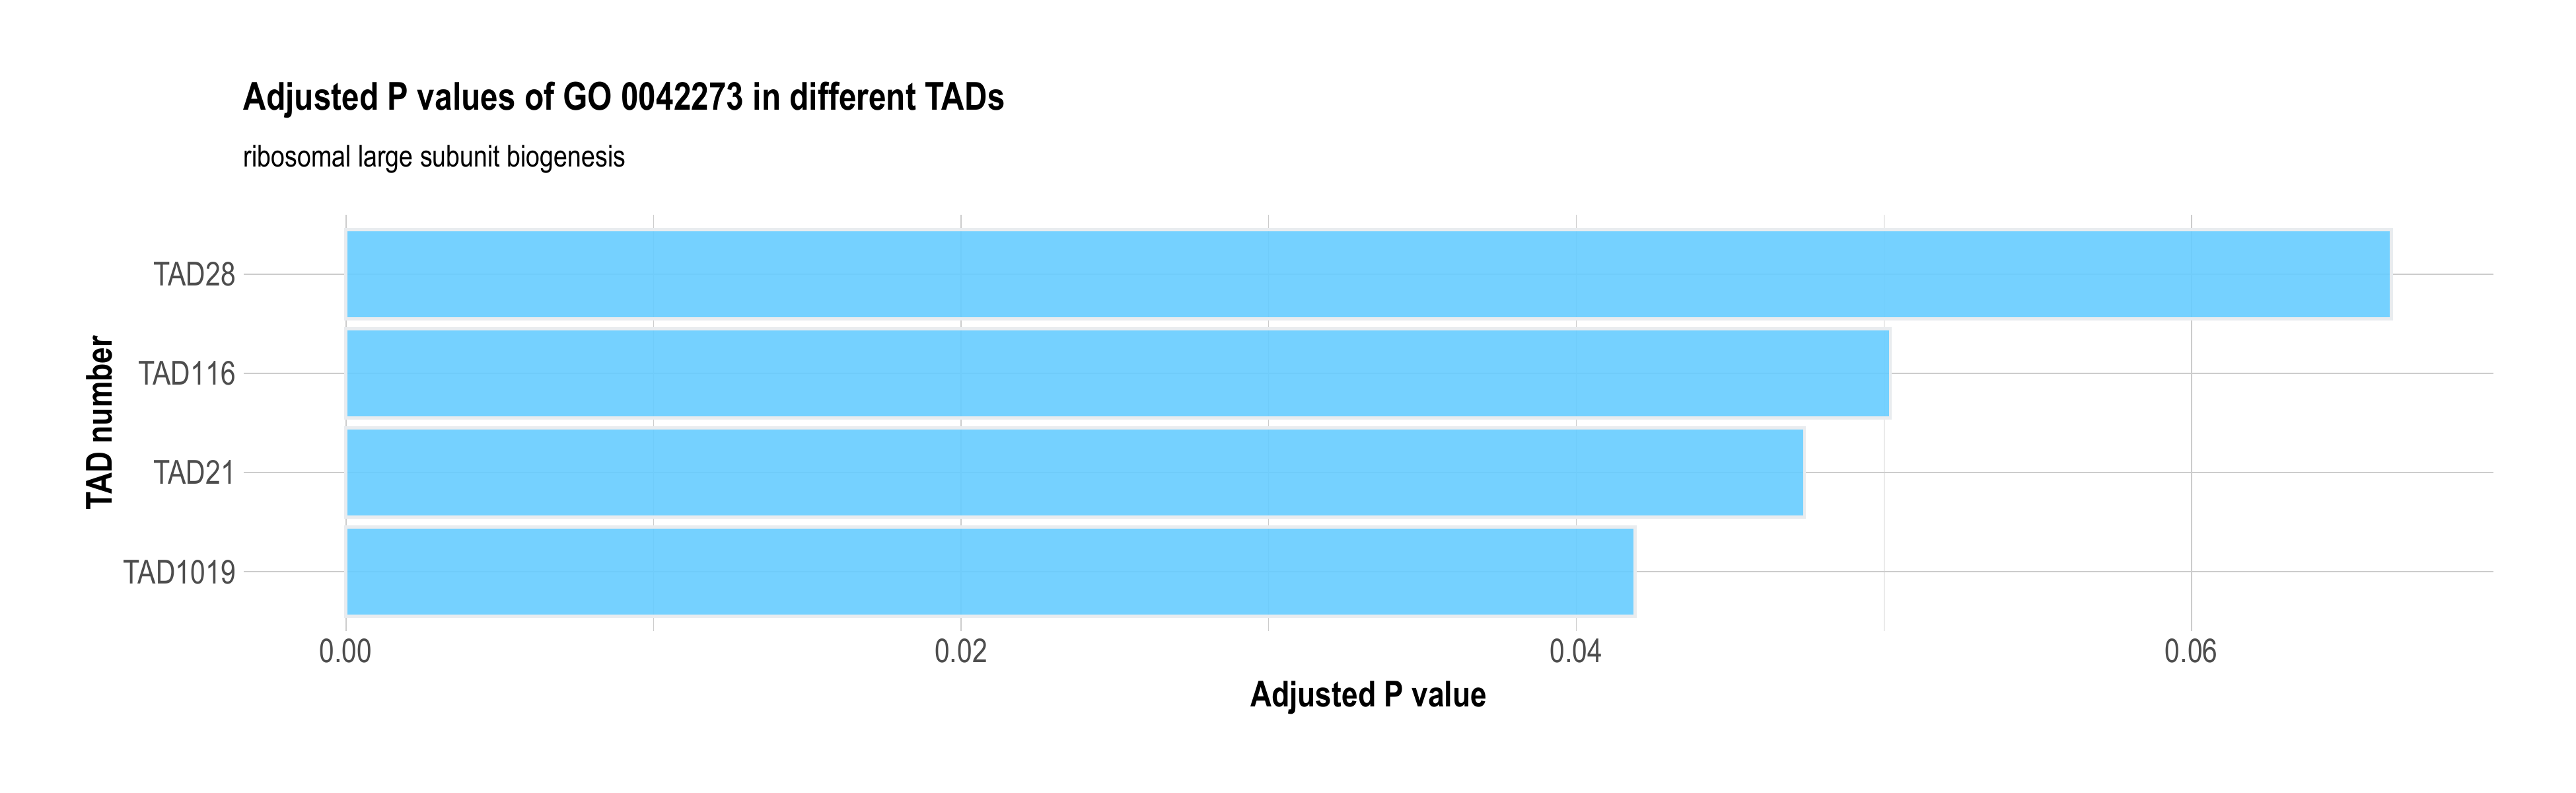 Adjusted P values of GO 0042273 in different TADs
ribosomal large subunit biogenesis
TAD number
TAD28
TAD116
TAD21
TAD1019
0.00
0.02
0.04
0.06
Adjusted P value